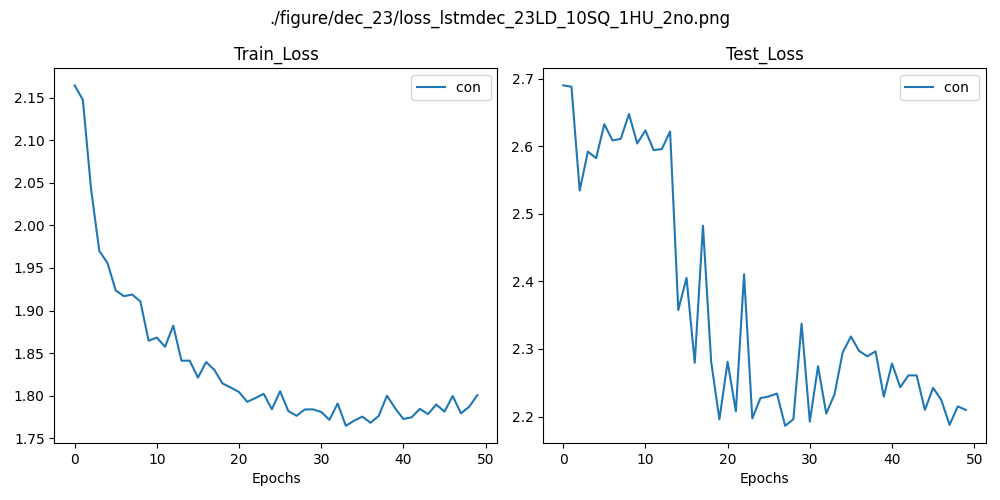 ./figure/dec_23/loss_lstmdec_23LD_10SQ_1HU_2no.png
Train_Loss
con
2.15
2.10
2.05
2.00
1.95
1.90
1.85
1.80
1.75
0 10 20 30 40 50
Epochs
Test_Loss
con
2.7
2.6
2.5
2.4
2.3
2.2
0 10 20 30 40 50
Epochs